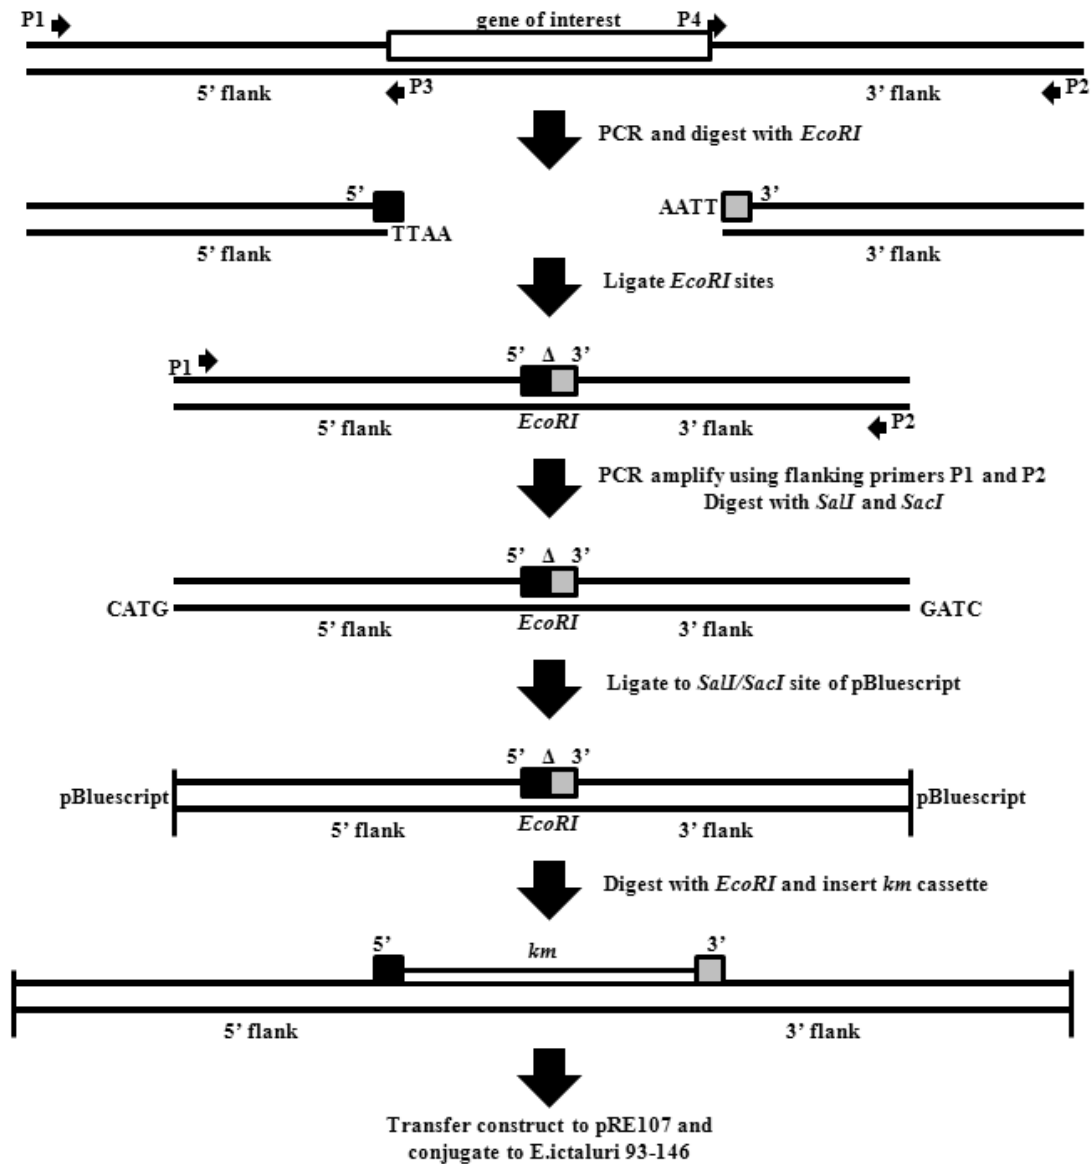 P1 gene of interest P4
P3 P2
5’ flank 3’ flank
PCR and digest with EcoRI
5’ AATT 3’
TTAA
5’ flank 3’ flank
Ligate EcoRI sites
5’ Δ 3’
P1
5’ flank EcoRI 3’ flank P2
PCR amplify using flanking primers P1 and P2
Digest with SalI and SacI
5’ Δ 3’
CATG GATC
5’ flank EcoRI 3’ flank
Ligate to SalI/SacI site of pBluescript
5’ Δ 3’
pBluescript pBluescript
5’ flank EcoRI 3’ flank
Digest with EcoRI and insert km cassette
5’ km 3’
5’ flank 3’ flank
Transfer construct to pRE107 and
conjugate to E.ictaluri 93-146